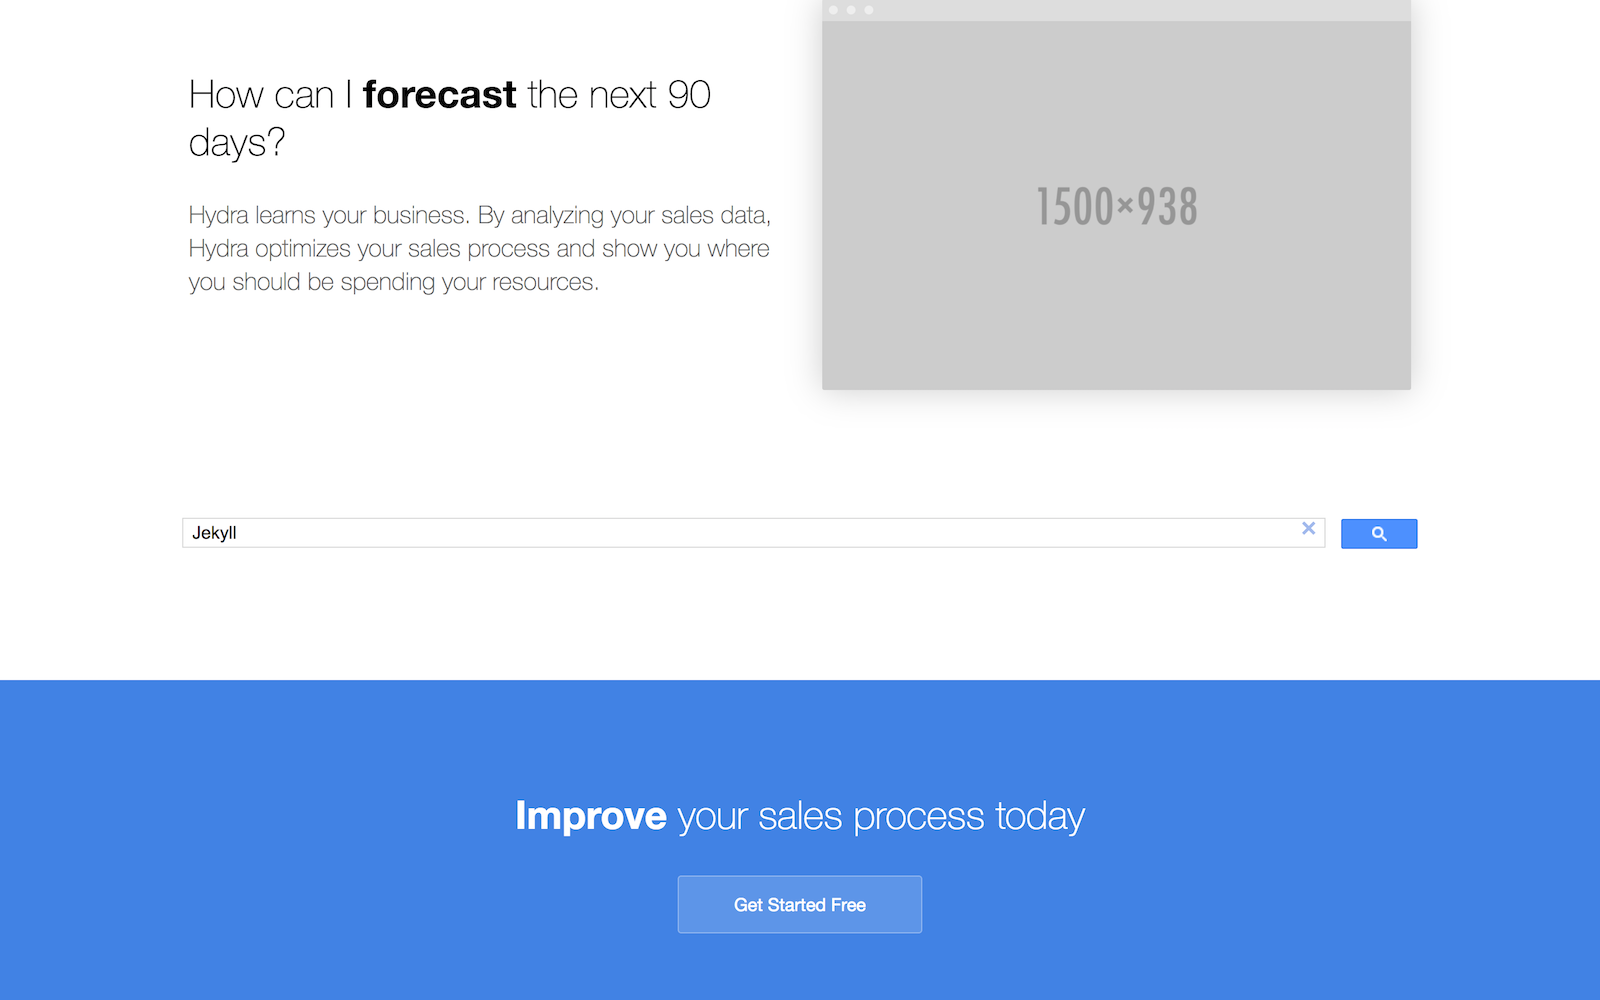 How can I forecast the next 90
days?
Hydra learns your business. By analyzing your sales data,
Hydra optimizes your sales process and show you where
you should be spending your resources.
1500×938
Jekyll
Improve your sales process today
Get Started Free